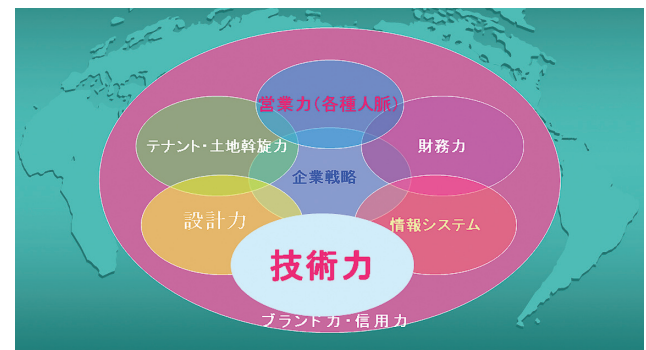 営業力(各種人脈)
テナント・土地斡旋力
財務力
企業戦略
設計力
情報システム
技術力
ブランド力・信用力